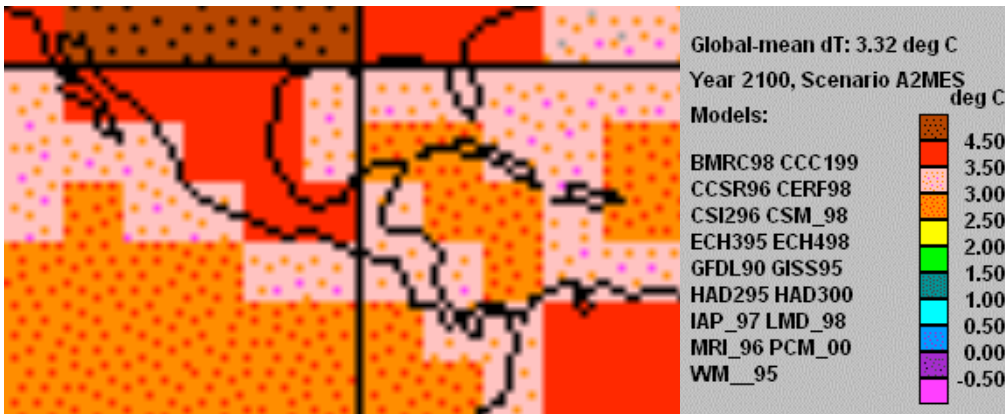 Global-mean dT: 3.32 deg C
Year 2100, Scenario A2MES
deg C
Models:
4.50
BMRC98 CCC199
3.50
CCSR96 CERF98
3.00
CSI296 CSM_98
2.50
ECH395 ECH498
2.00
GFDL90 GISS95
1.50
HAD295 HAD300
1.00
IAP_97 LMD_98
0.50
MRI_96 PCM_00
0.00
WM__95
-0.50